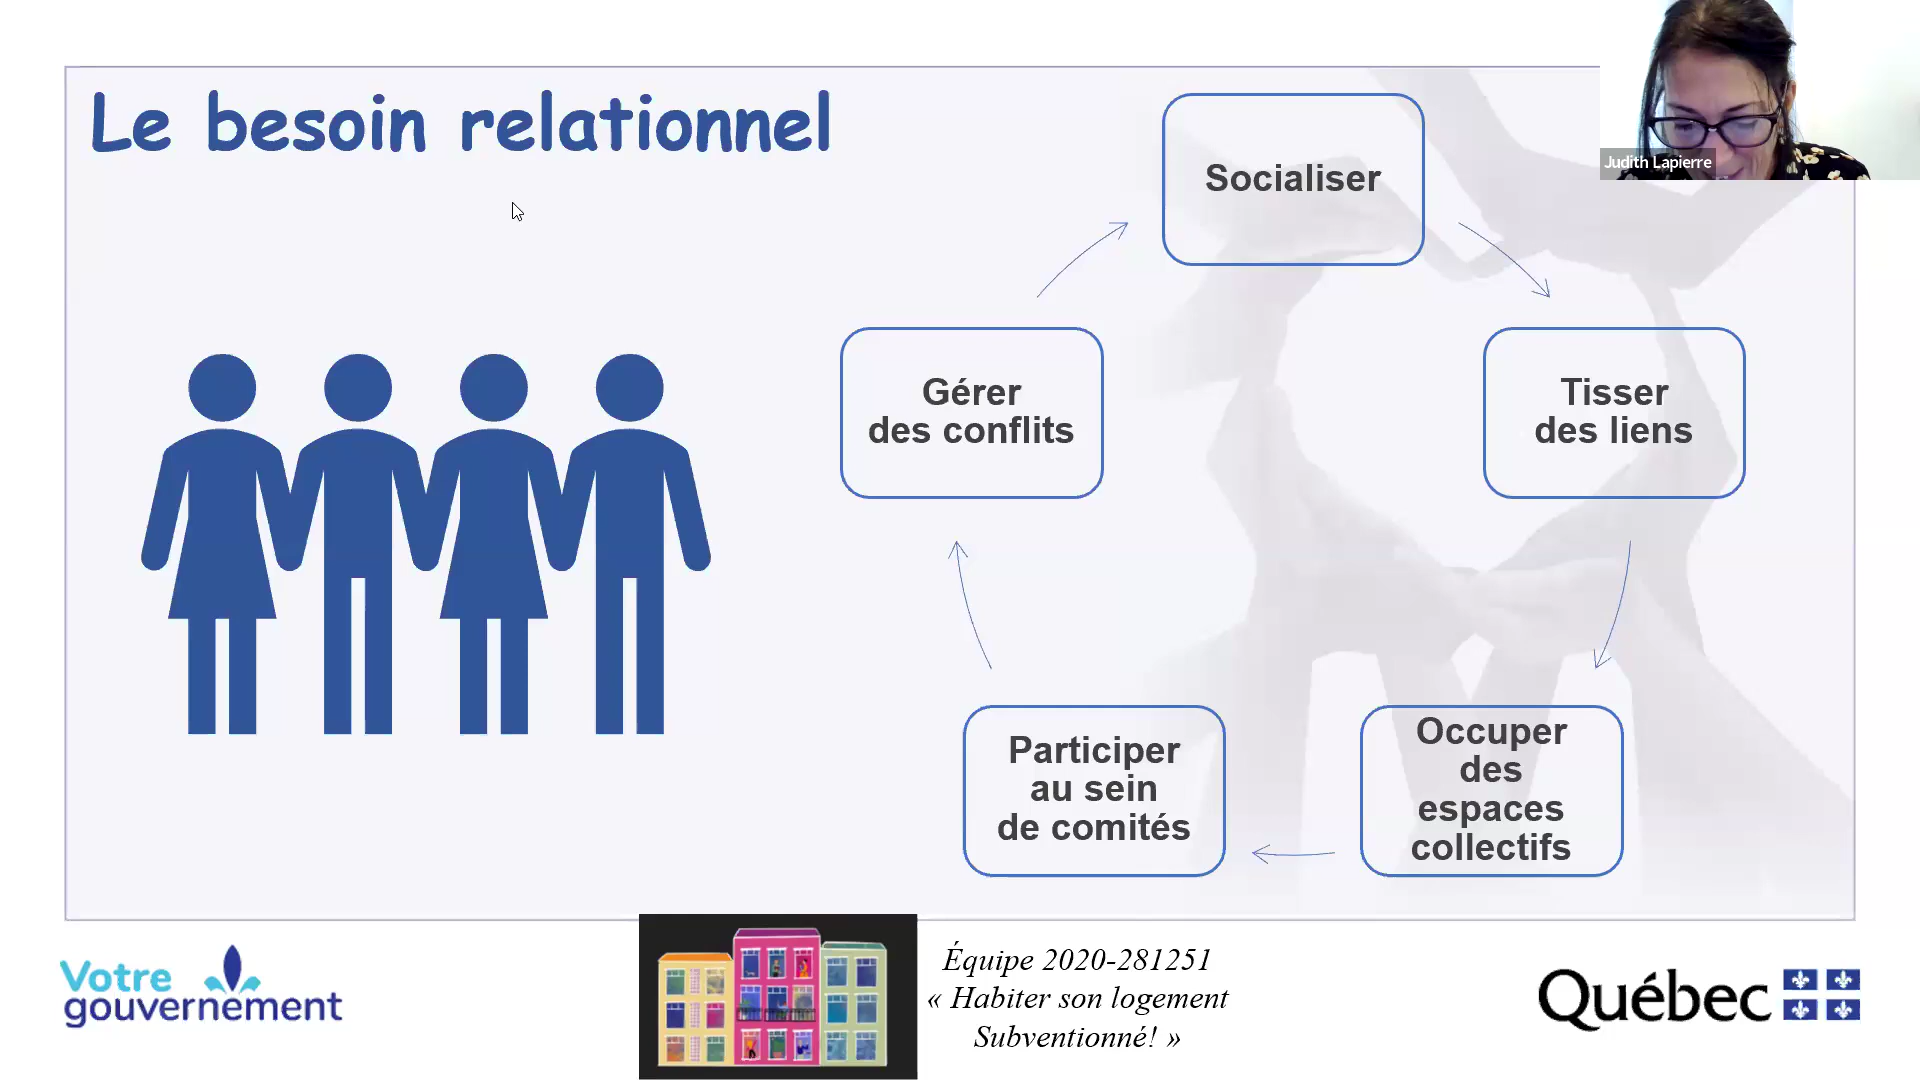 Le besoin relationnel
Judith Lapierre
Socialiser
Tisser
des liens
Occuper
des
espaces
collectifs
Participer
au sein
de comités
Gérer
des conflits
Votre
gouvernement
Équipe 2020-281251
« Habiter son logement
Subventionné! »
Québec